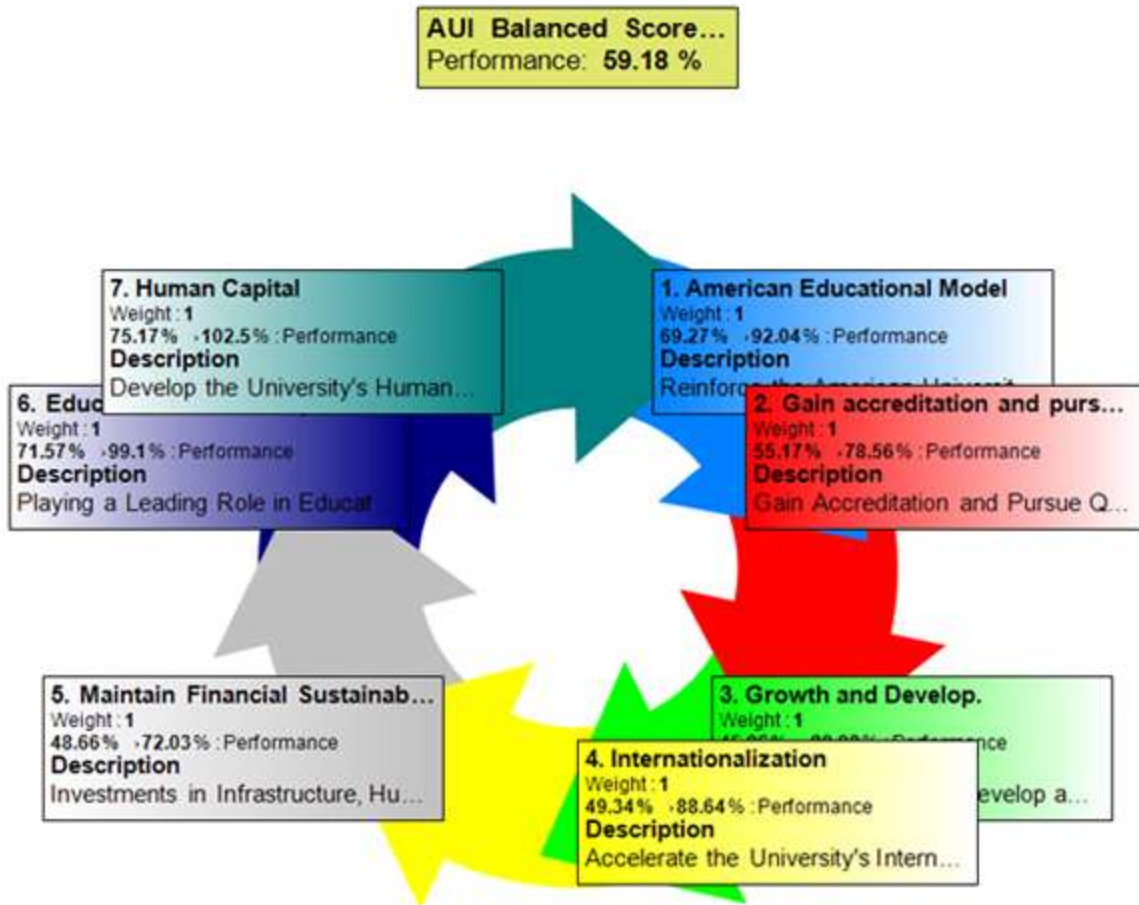 AUI Balanced Score...
Performance: 59.18 %
7. Human Capital
Weight : 1
75.17% ›102.5% : Performance
Description
Develop the University's Human...
1. American Educational Model
Weight : 1
69.27% ›92.04% : Performance
Description
Reinforce the American
2. Gain accreditation and purs...
Weight : 1
55.17% ›78.56% : Performance
Description
Gain Accreditation and Pursue Q...
6. Educ
Weight : 1
71.57% ›99.1% : Performance
Description
Playing a Leading Role in Educat
5. Maintain Financial Sustainab...
Weight : 1
48.66% ›72.03% : Performance
Description
Investments in Infrastructure, Hu...
3. Growth and Develop.
Weight : 1
evelop a...
4. Internationalization
Weight : 1
49.34% ›88.64% : Performance
Description
Accelerate the University's Intern...